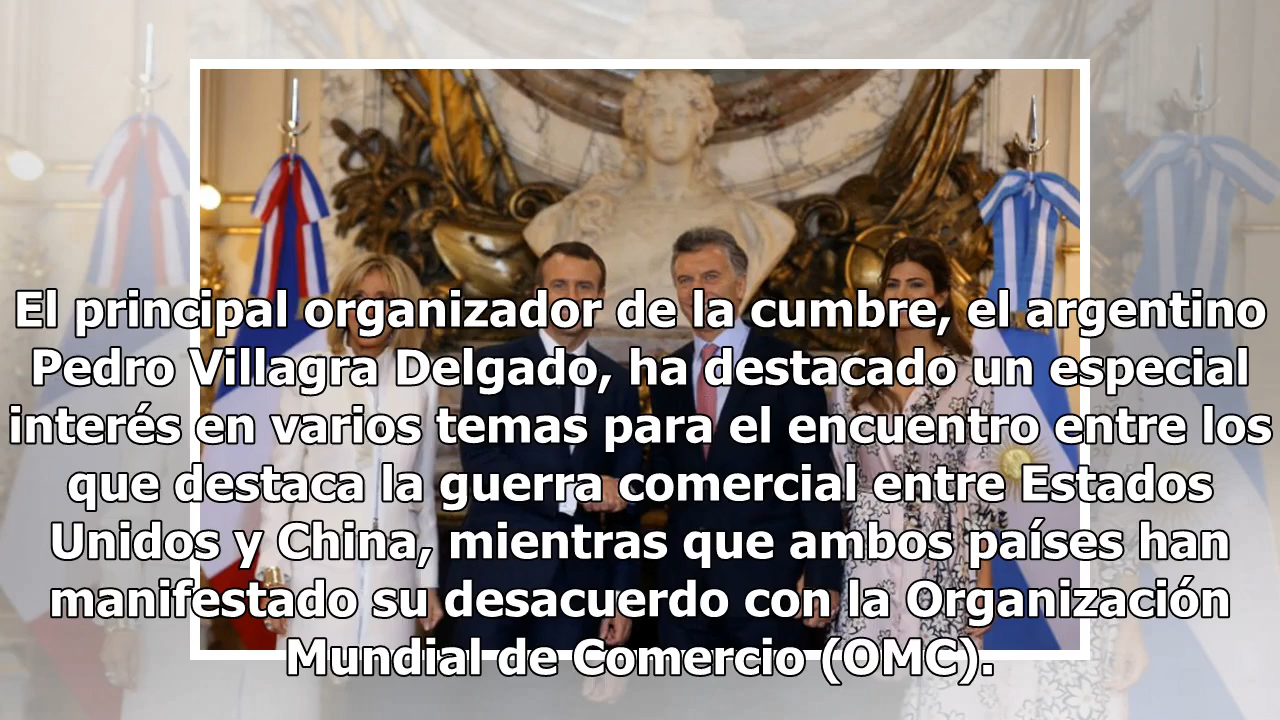 El principal organizador de la cumbre, el argentino
Pedro Villagra Delgado, ha destacado un especial
interés en varios temas para el encuentro entre los
que destaca la guerra comercial entre Estados
Unidos y China, mientras que ambos países han
manifestado su desacuerdo con la Organización
Mundial de Comercio (OMC).